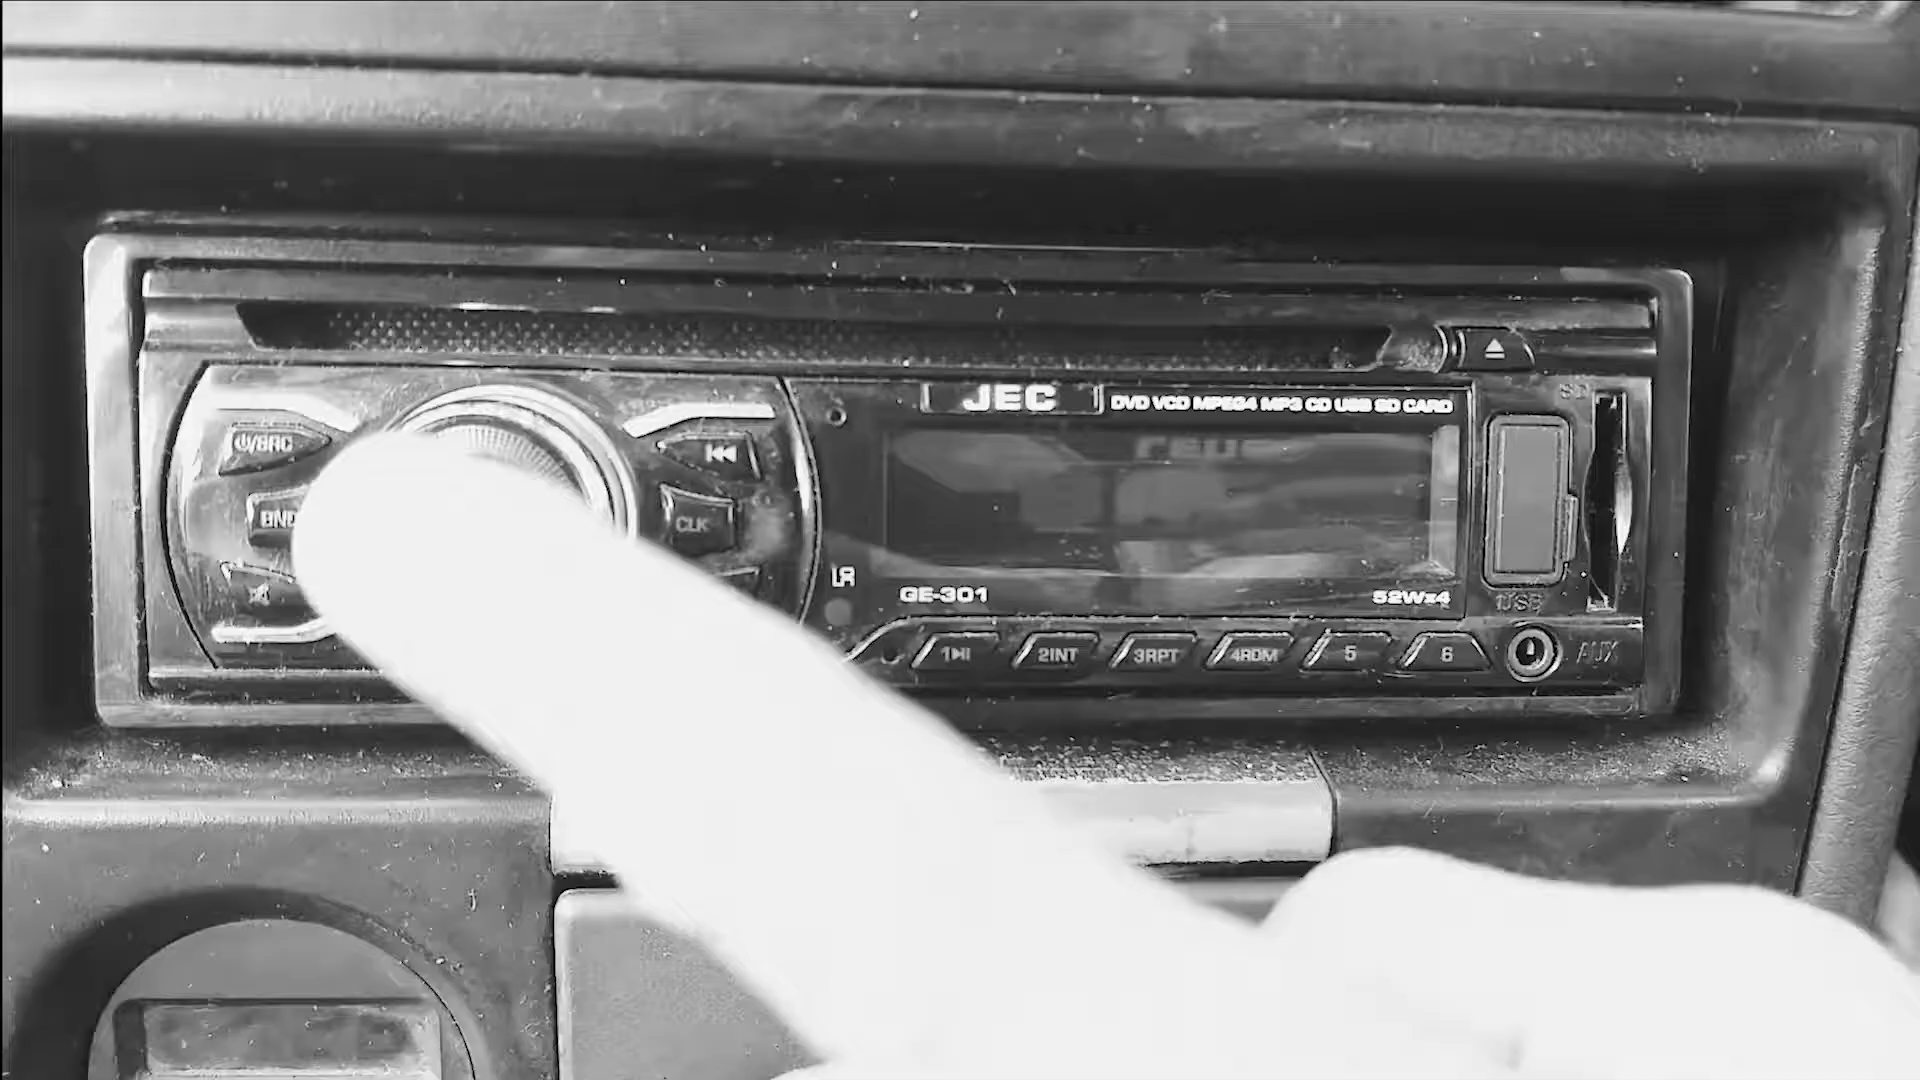 JEC
DVD VCD MPEG4 MP3 CD USB SD CARD
SD
⏻/SRC
BND
CLK
GE-301
52Wx4
USB
1
2INT
3RPT
4RDM
5
6
AUX